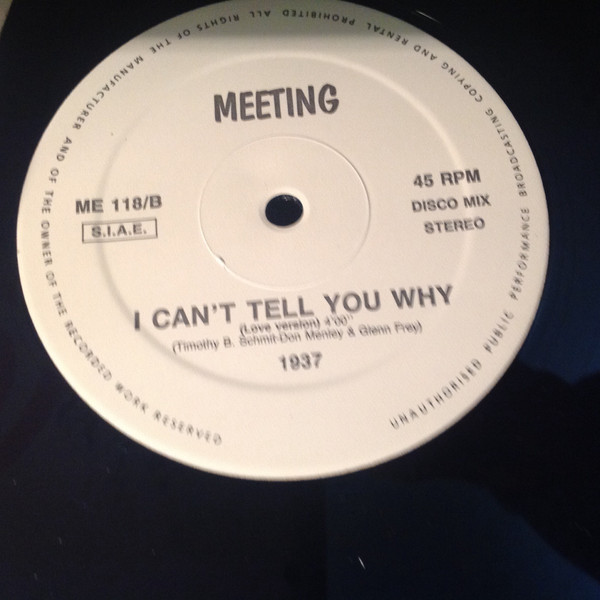 MEETING
ME 118/B
S.I.A.E.
45 RPM
DISCO MIX
STEREO
I CAN'T TELL YOU WHY
(Love version) 4'00"
(Timothy B. Schmit-Don Menley & Glenn Frey)
1937
ALL RIGHTS OF THE MANUFACTURER AND OF THE OWNER OF THE RECORDED WORK RESERVED
UNAUTHORISED PUBLIC PERFORMANCE BROADCASTING COPYING AND RENTAL PROHIBITED